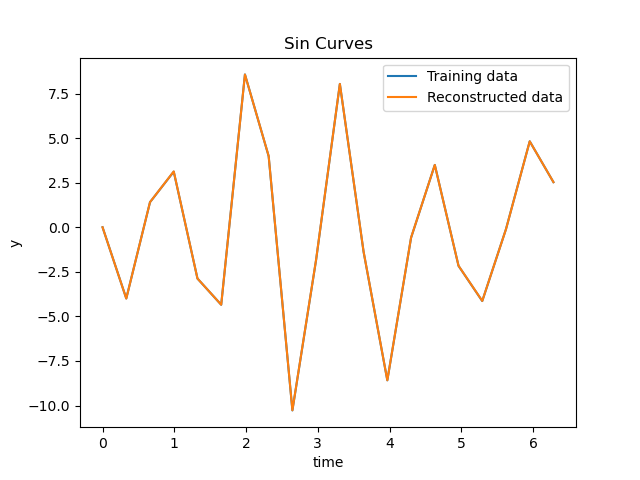 Sin Curves
Training data
Reconstructed data
7.5
5.0
2.5
0.0
−2.5
−5.0
−7.5
−10.0
y
0 1 2 3 4 5 6
time